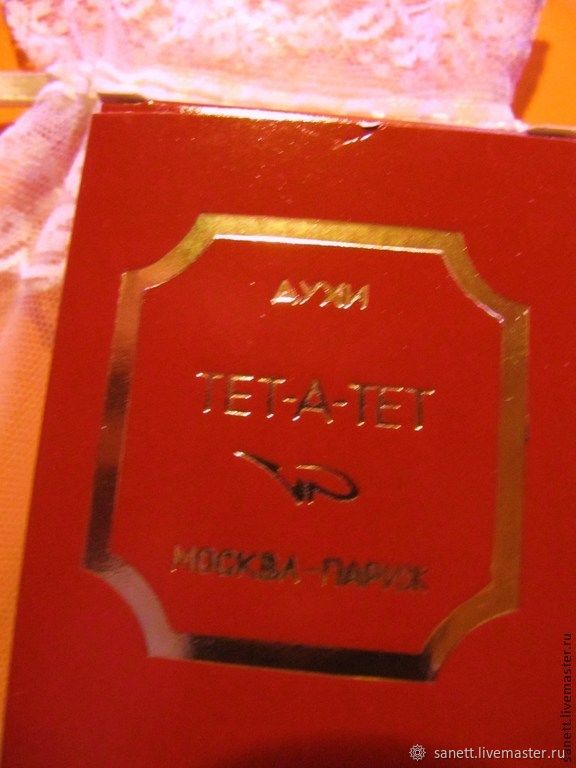 ДУХИ
ТЕТ-А-ТЕТ
МОСКВА-ПАРИЖ
sanett.livemaster.ru
sanett.livemaster.ru